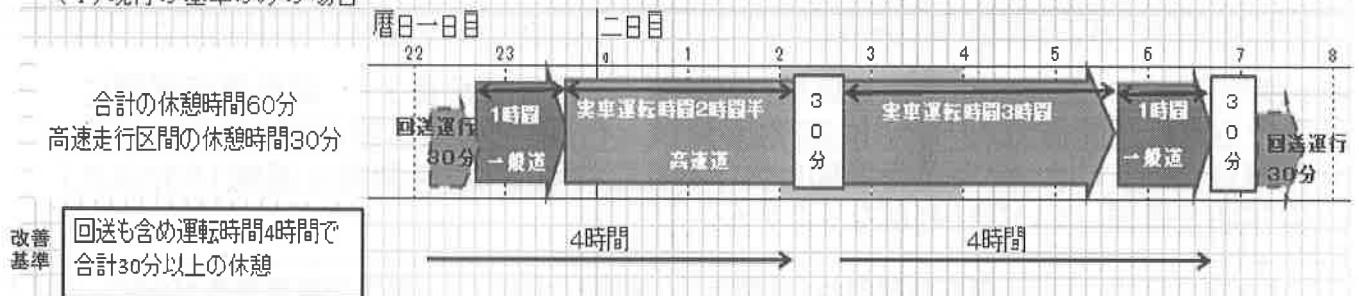 暦日一日目 二日目
22 23 0 1 2 3 4 5 6 7 8
合計の休憩時間60分
高速走行区間の休憩時間30分
回送運行
30分
1時間
一般道
実車運転時間2時間半
高速道
30分
実車運転時間3時間
1時間
一般道
30分
回送運行
30分
改善
基準
回送も含め運転時間4時間で
合計30分以上の休憩
4時間
4時間